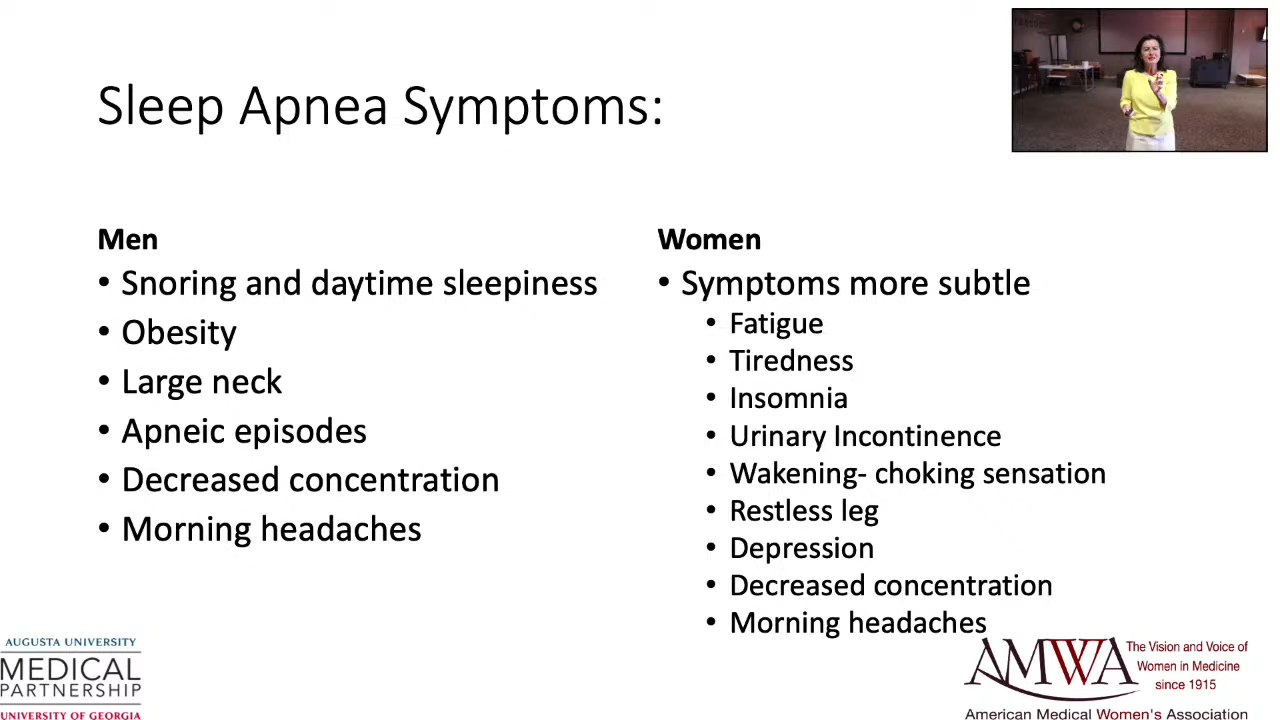 Sleep Apnea Symptoms:
Men
• Snoring and daytime sleepiness
• Obesity
• Large neck
• Apneic episodes
• Decreased concentration
• Morning headaches
Women
• Symptoms more subtle
• Fatigue
• Tiredness
• Insomnia
• Urinary Incontinence
• Wakening- choking sensation
• Restless leg
• Depression
• Decreased concentration
• Morning headaches
AUGUSTA UNIVERSITY
MEDICAL
PARTNERSHIP
UNIVERSITY OF GEORGIA
AMWA
The Vision and Voice of
Women in Medicine
since 1915
American Medical Women's Association